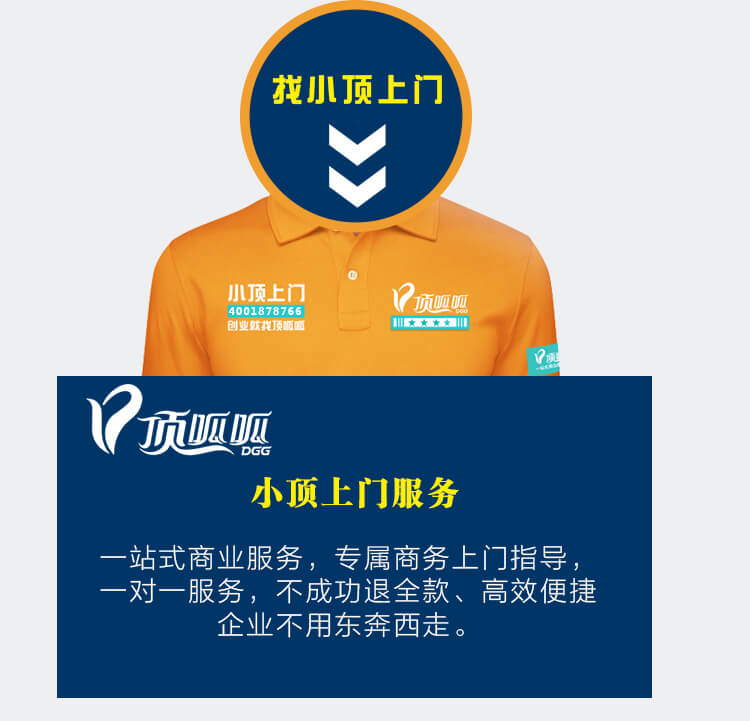 找小顶上门
小顶上门
4001878766
创业就找顶呱呱
顶呱呱
DGG
顶呱呱
DGG
小顶上门服务
一站式商业服务，专属商务上门指导，
一对一服务，不成功退全款、高效便捷
企业不用东奔西走。